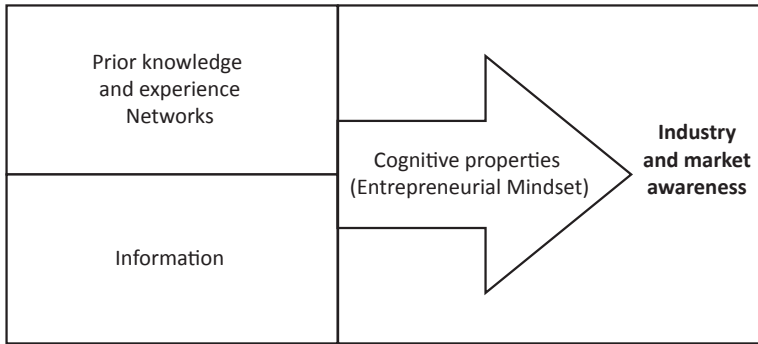 Prior knowledge
and experience
Networks
Information
Cognitive properties
(Entrepreneurial Mindset)
Industry
and market
awareness